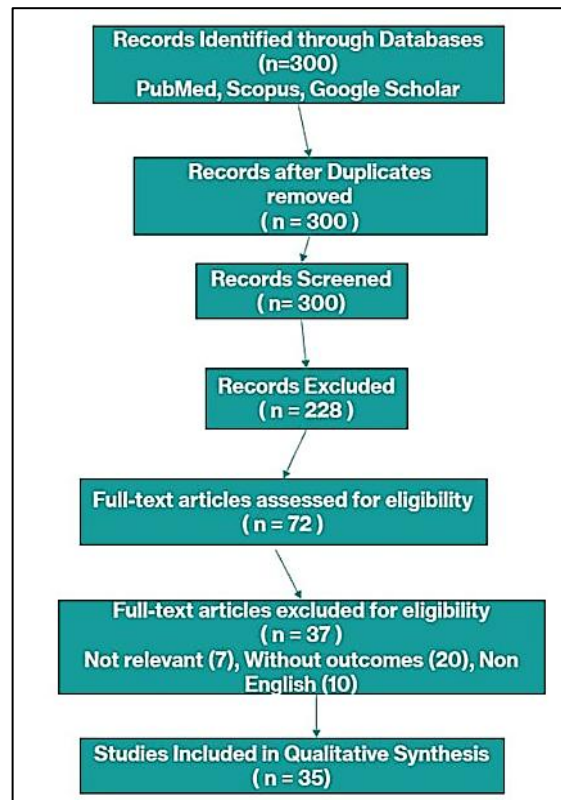 Records Identified through Databases
(n=300)
PubMed, Scopus, Google Scholar
Records after Duplicates
removed
( n = 300 )
Records Screened
(n=300)
Records Excluded
( n = 228 )
Full-text articles assessed for eligibility
( n = 72 )
Full-text articles excluded for eligibility
( n = 37 )
Not relevant (7), Without outcomes (20), Non
English (10)
Studies Included in Qualitative Synthesis
( n = 35 )